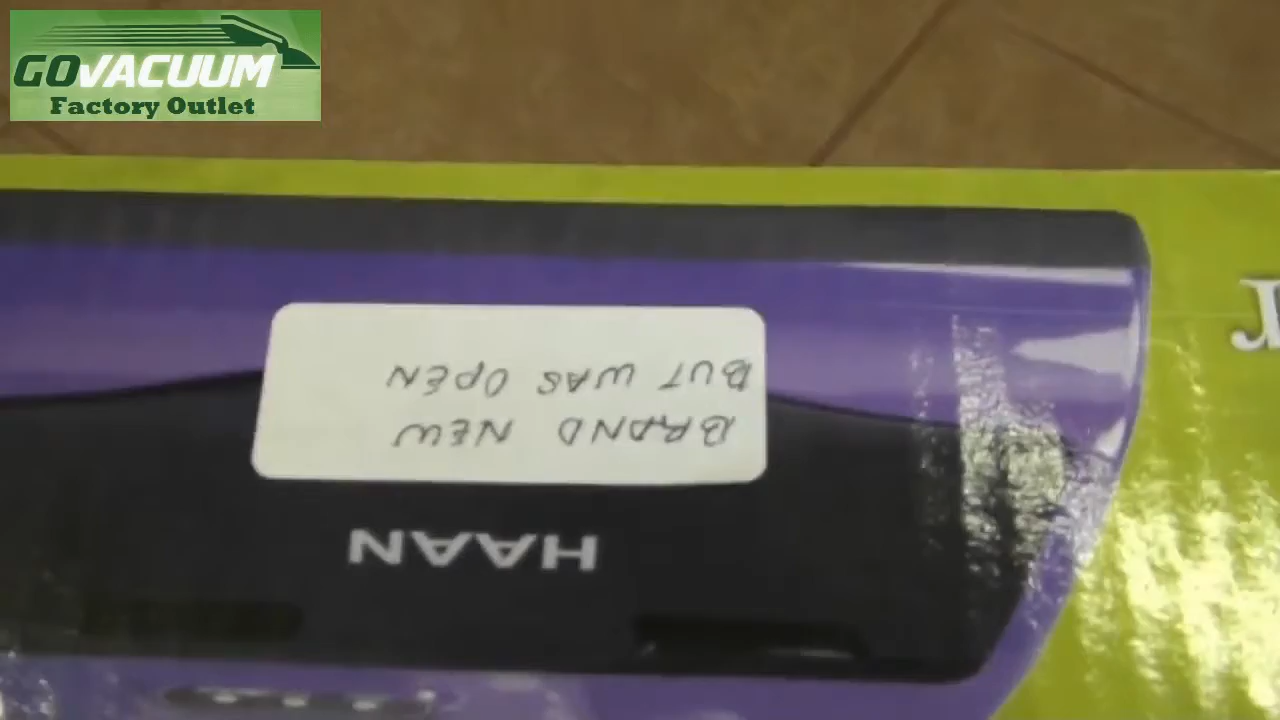 GOVACUUM
Factory Outlet
BRAND NEW
BUT WAS OPEN
HAAN